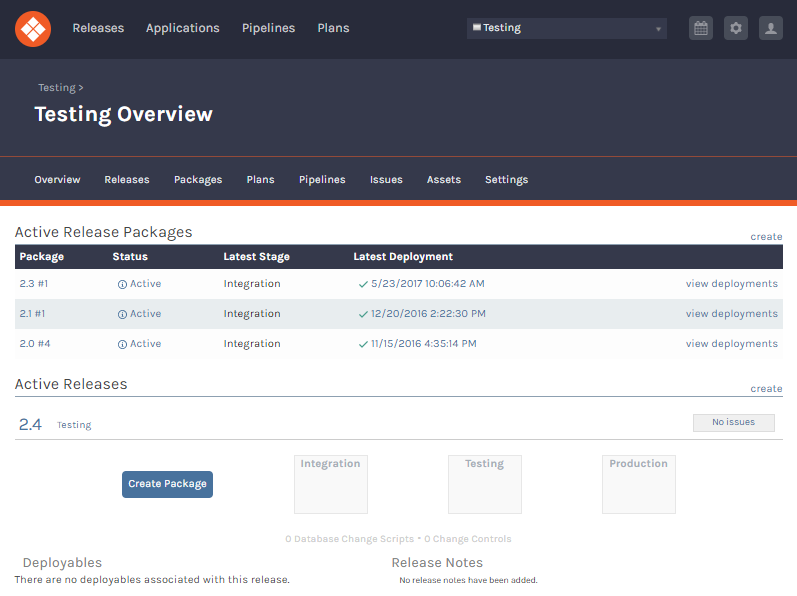 Releases Applications Pipelines Plans Testing
Testing >
Testing Overview
Overview Releases Packages Plans Pipelines Issues Assets Settings
Active Release Packages create
Package Status Latest Stage Latest Deployment
2.3 #1 Active Integration 5/23/2017 10:06:42 AM view deployments
2.1 #1 Active Integration 12/20/2016 2:22:30 PM view deployments
2.0 #4 Active Integration 11/15/2016 4:35:14 PM view deployments
Active Releases create
2.4 Testing No issues
Integration Testing Production
Create Package
0 Database Change Scripts - 0 Change Controls
Deployables Release Notes
There are no deployables associated with this release. No release notes have been added.